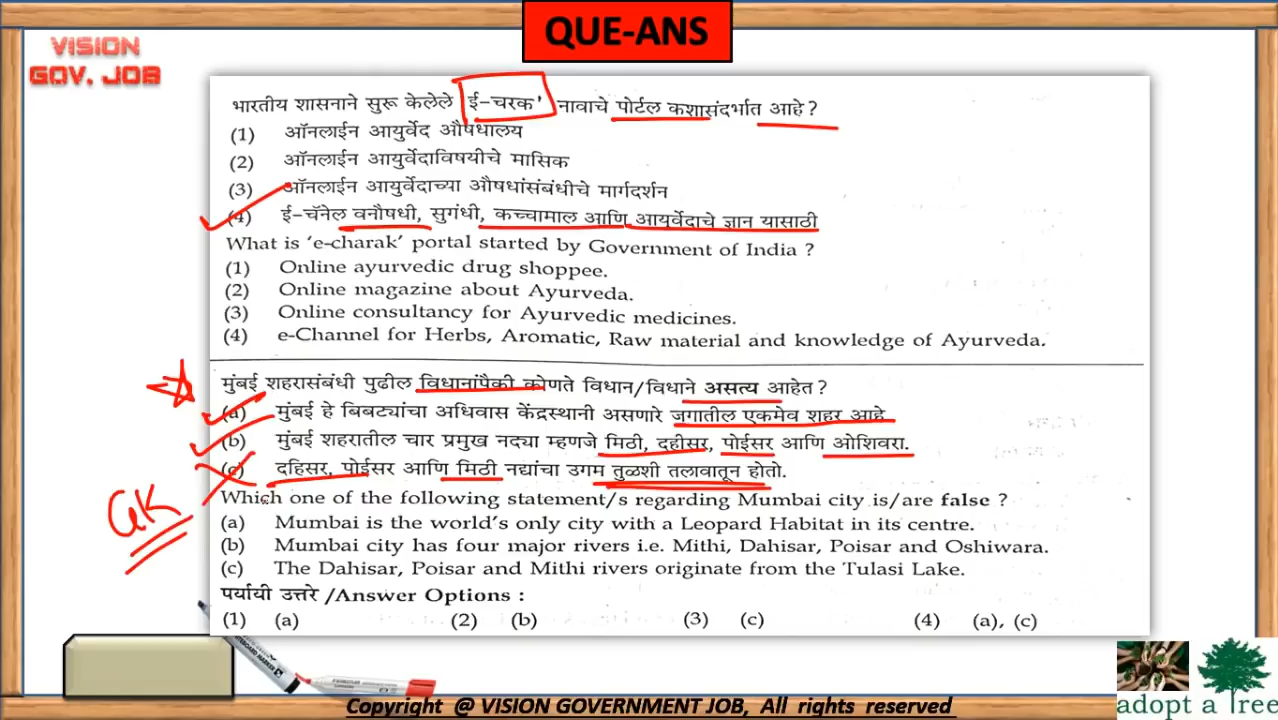 QUE-ANS
VISION
GOV. JOB
भारतीय शासनाने सुरू केलेले ई-चरक' नावाचे पोर्टल कशासंदर्भात आहे ?
(1) ऑनलाईन आयुर्वेद औषधालय
(2) ऑनलाईन आयुर्वेदाविषयीचे मासिक
(3) ऑनलाईन आयुर्वेदाच्या औषधांसंबंधीचे मार्गदर्शन
(4) ई-चॅनेल वनौषधी, सुगंधी, कच्चामाल आणि आयुर्वेदाचे ज्ञान यासाठी
What is 'e-charak' portal started by Government of India ?
(1) Online ayurvedic drug shoppee.
(2) Online magazine about Ayurveda.
(3) Online consultancy for Ayurvedic medicines.
(4) e-Channel for Herbs, Aromatic, Raw material and knowledge of Ayurveda.
मुंबई शहरासंबंधी पुढील विधानांपैकी कोणते विधान/विधाने असत्य आहेत ?
(a) मुंबई हे बिबट्यांचा अधिवास केंद्रस्थानी असणारे जगातील एकमेव शहर आहे.
(b) मुंबई शहरातील चार प्रमुख नद्या म्हणजे मिठी, दहीसर, पोईसर आणि ओशिवरा.
(c) दहिसर, पोईसर आणि मिठी नद्यांचा उगम तुळशी तलावातून होतो.
GK
Which one of the following statement/s regarding Mumbai city is/are false ?
(a) Mumbai is the world's only city with a Leopard Habitat in its centre.
(b) Mumbai city has four major rivers i.e. Mithi, Dahisar, Poisar and Oshiwara.
(c) The Dahisar, Poisar and Mithi rivers originate from the Tulasi Lake.
पर्यायी उत्तरे /Answer Options :
(1) (a) (2) (b) (3) (c) (4) (a), (c)
Copyright @ VISION GOVERNMENT JOB, All rights reserved
adopt a tree